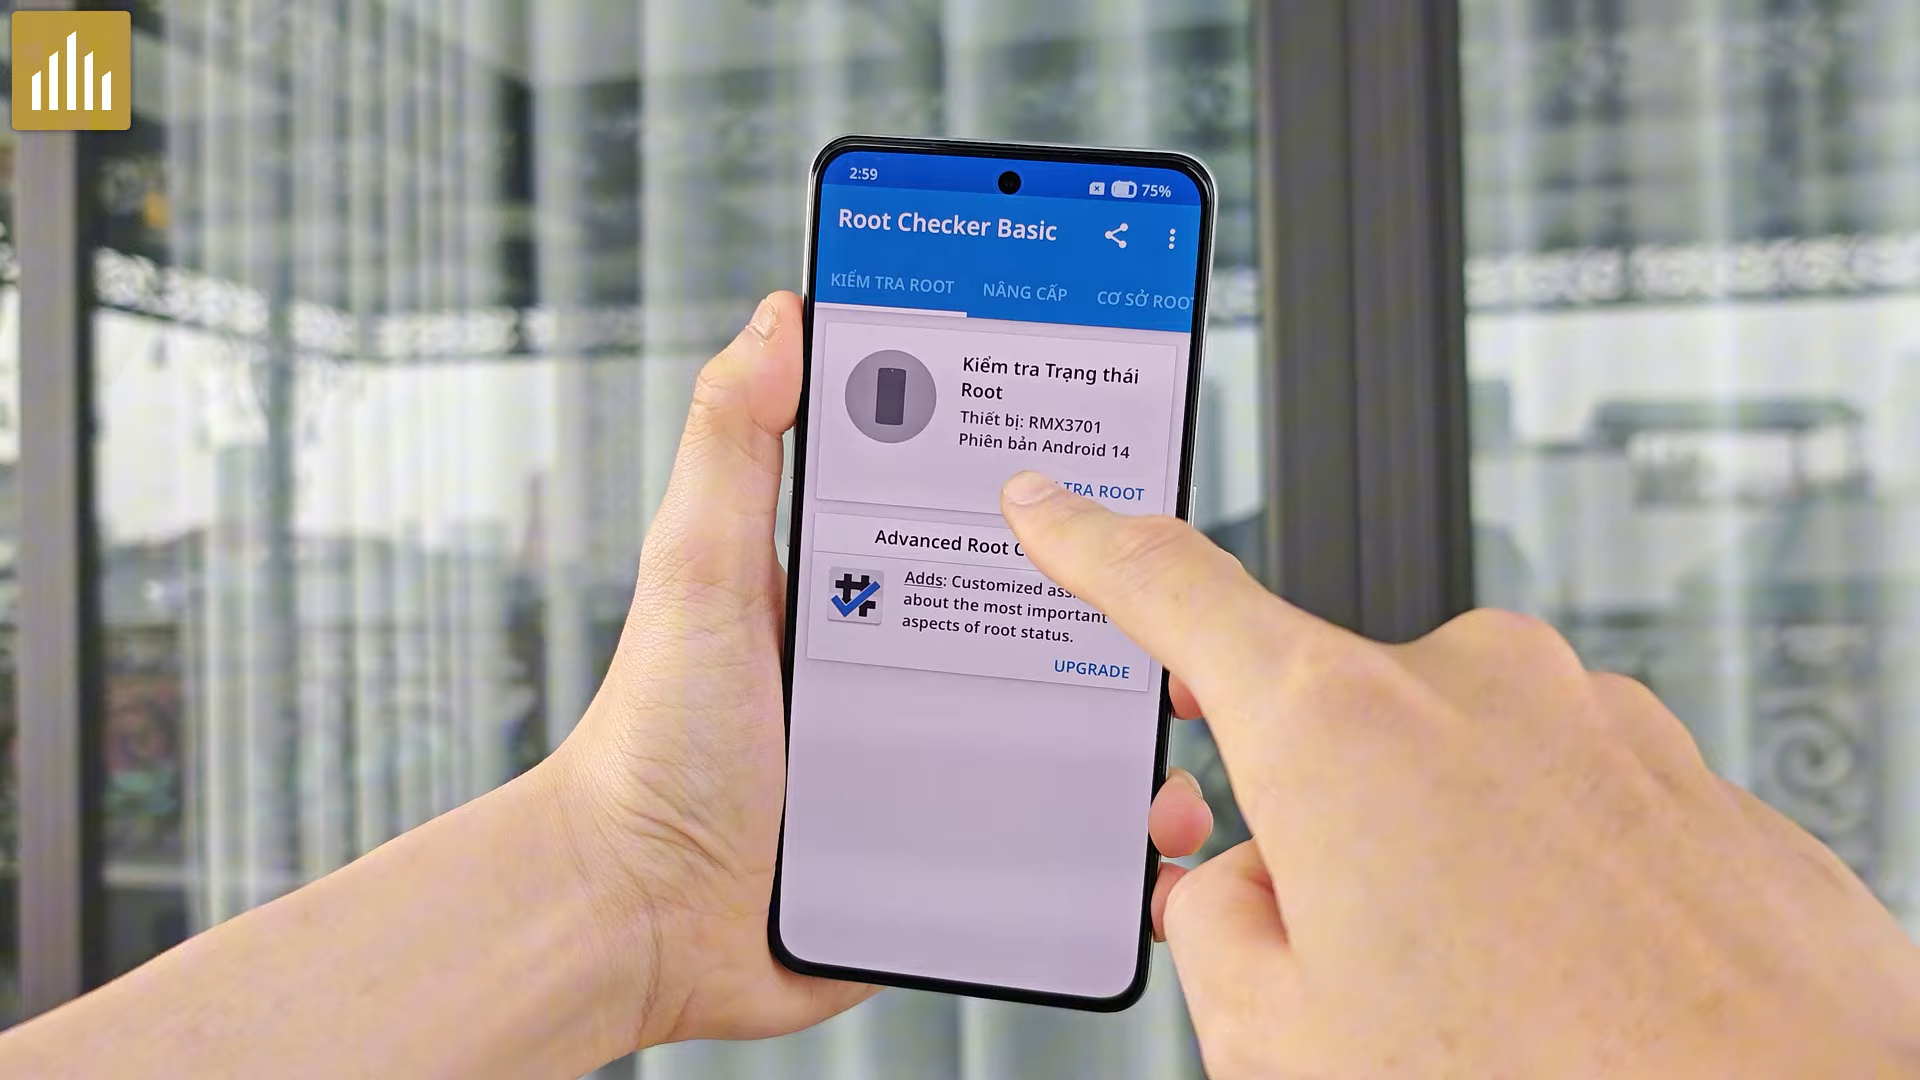 2:59
75%
Root Checker Basic
KIỂM TRA ROOT
NÂNG CẤP
CƠ SỞ
Kiểm tra Trạng thái
Root
Thiết bị: RMX3701
Phiên bản Android 14
TRA ROOT
Advanced Root
Adds: Customized
about the most important
aspects of root status.
UPGRADE